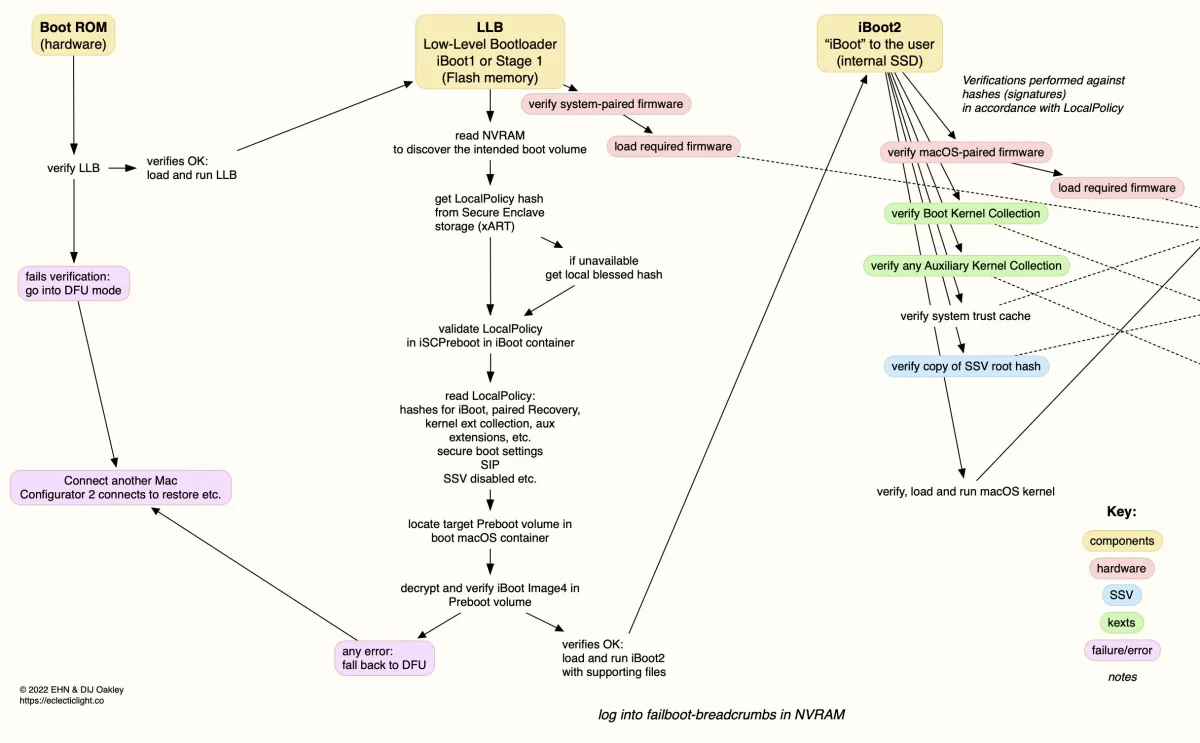 Boot ROM
(hardware)
verify LLB
verifies OK:
load and run LLB
fails verification:
go into DFU mode
Connect another Mac
Configurator 2 connects to restore etc.
LLB
Low-Level Bootloader
iBoot1 or Stage 1
(Flash memory)
verify system-paired firmware
load required firmware
read NVRAM
to discover the intended boot volume
get LocalPolicy hash
from Secure Enclave
storage (xART)
if unavailable
get local blessed hash
validate LocalPolicy
in iSCPreboot in iBoot container
read LocalPolicy:
hashes for iBoot, paired Recovery,
kernel ext collection, aux
extensions, etc.
secure boot settings
SIP
SSV disabled etc.
locate target Preboot volume in
boot macOS container
decrypt and verify iBoot Image4 in
Preboot volume
any error:
fall back to DFU
verifies OK:
load and run iBoot2
with supporting files
iBoot2
“iBoot” to the user
(internal SSD)
Verifications performed against
hashes (signatures)
in accordance with LocalPolicy
verify macOS-paired firmware
load required firmware
verify Boot Kernel Collection
verify any Auxiliary Kernel Collection
verify system trust cache
verify copy of SSV root hash
verify, load and run macOS kernel
Key:
components
hardware
SSV
kexts
failure/error
notes
© 2022 EHN & DIJ Oakley
https://eclecticlight.co
log into failboot-breadcrumbs in NVRAM